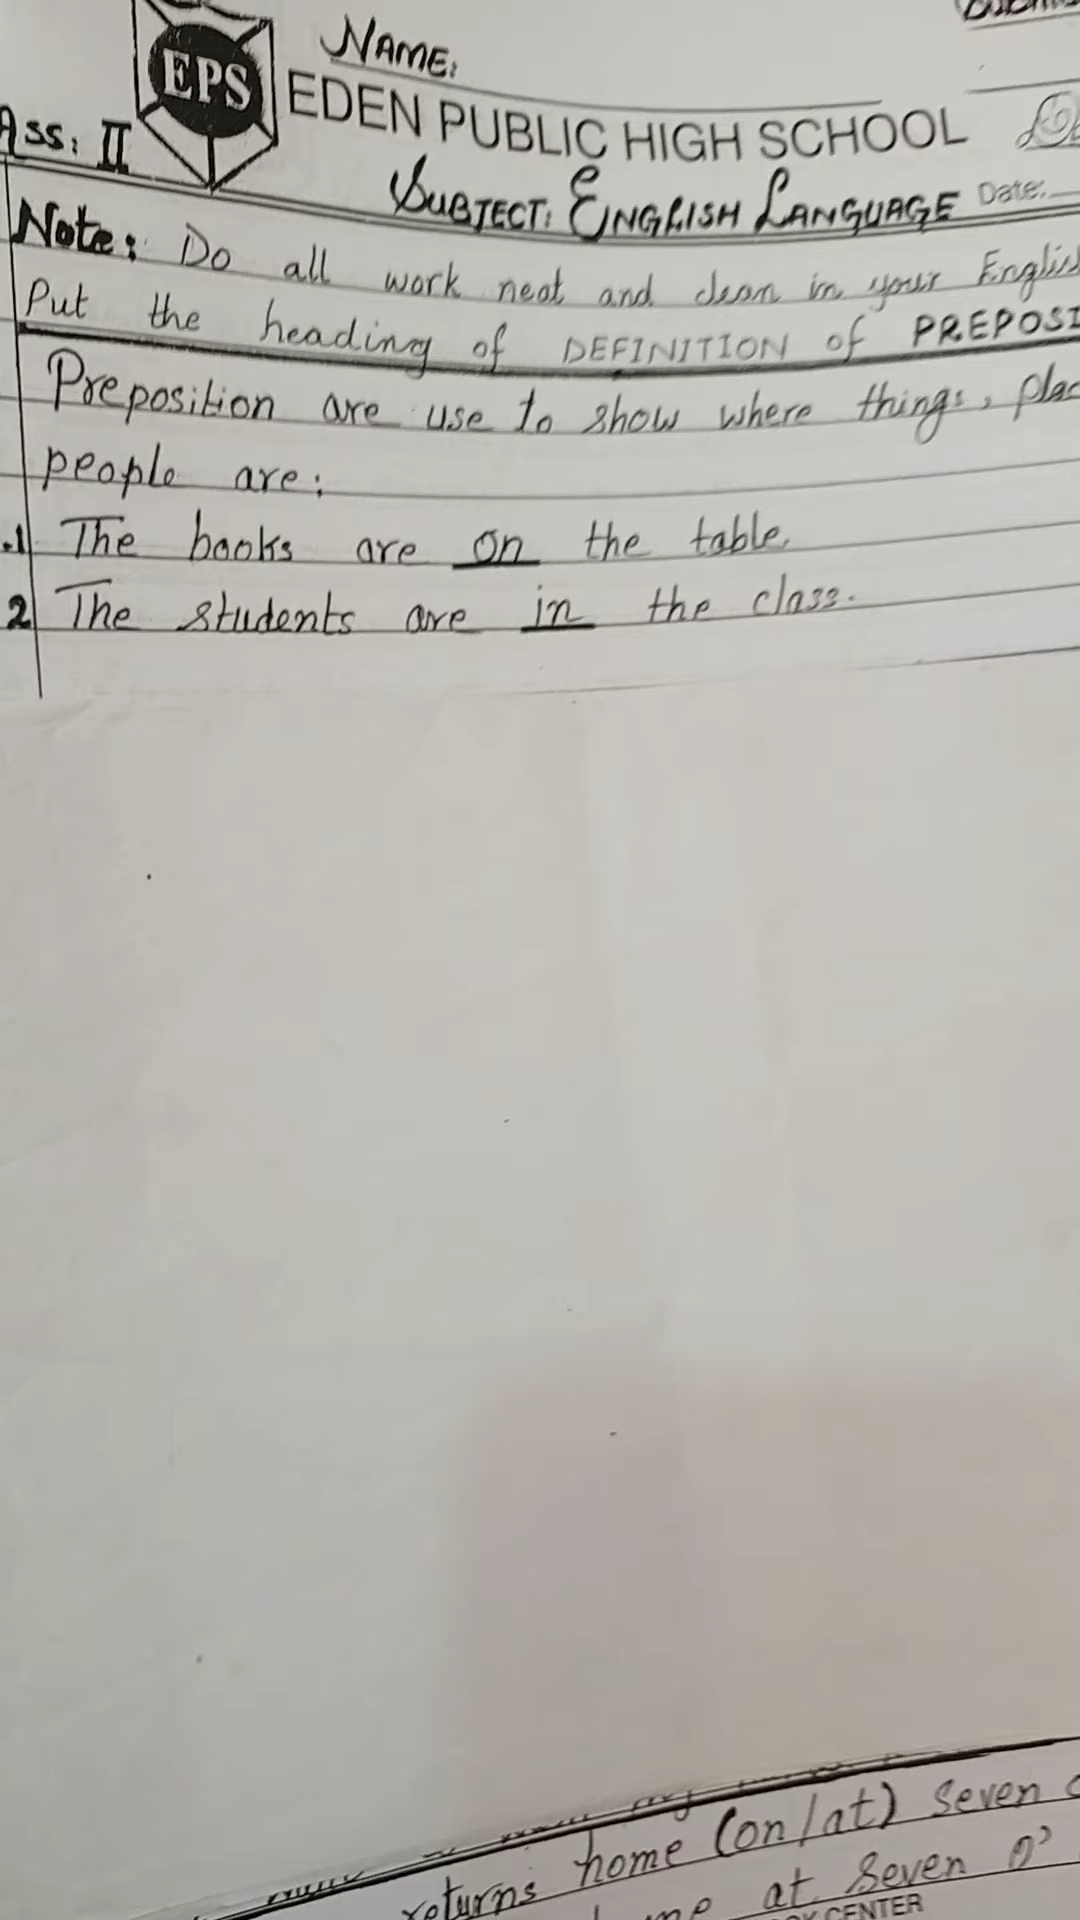 NAME:
EPS
EDEN PUBLIC HIGH SCHOOL
Ass: II
SUBJECT: ENGLISH LANGUAGE Date:
Note: Do all work neat and clean in your
Put the heading of DEFINITION of
Preposition are use to show where things,
people are:
.1 The books are on the table.
2 The students are in the class.
home (on/at) seven
at seven
CENTER